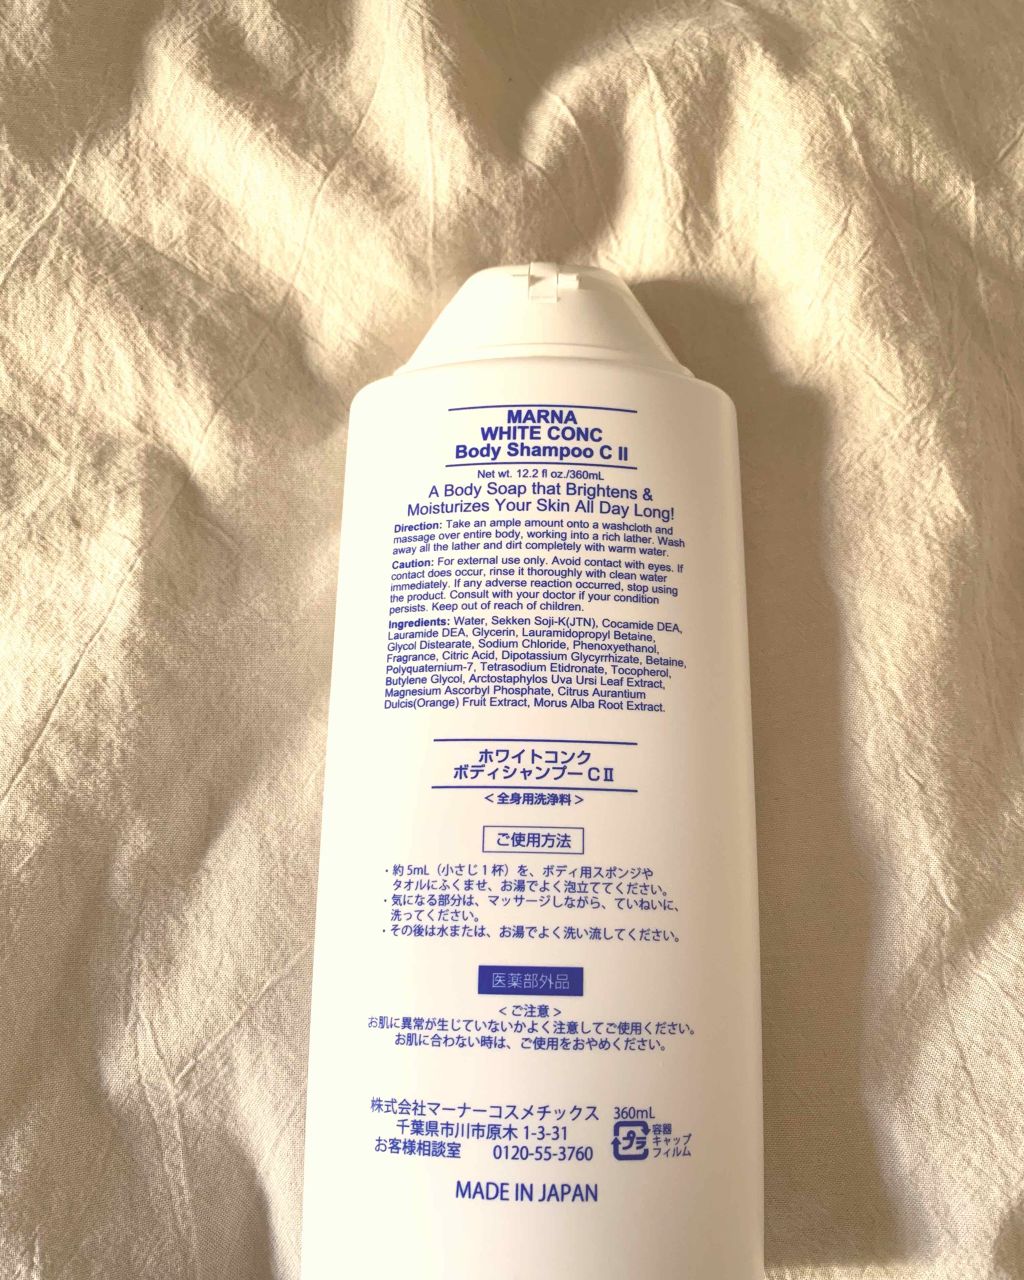 MARNA
WHITE CONC
Body Shampoo C II
Net wt. 12.2 fl oz./360mL
A Body Soap that Brightens &
Moisturizes Your Skin All Day Long!
Direction: Take an ample amount onto a washcloth and
massage over entire body, working into a rich lather. Wash
away all the lather and dirt completely with warm water.
Caution: For external use only. Avoid contact with eyes. If
contact does occur, rinse it thoroughly with clean water
immediately. If any adverse reaction occurred, stop using
the product. Consult with your doctor if your condition
persists. Keep out of reach of children.
Ingredients: Water, Sekken Soji-K(JTN), Cocamide DEA,
Lauramide DEA, Glycerin, Lauramidopropyl Betaine,
Glycol Distearate, Sodium Chloride, Phenoxyethanol,
Fragrance, Citric Acid, Dipotassium Glycyrrhizate, Betaine,
Polyquaternium-7, Tetrasodium Etidronate, Tocopherol,
Butylene Glycol, Arctostaphylos Uva Ursi Leaf Extract,
Magnesium Ascorbyl Phosphate, Citrus Aurantium
Dulcis(Orange) Fruit Extract, Morus Alba Root Extract.
ホワイトコンク
ボディシャンプーCⅡ
<全身用洗浄料>
ご使用方法
・約5mL（小さじ1杯）を、ボディ用スポンジや
タオルにふくませ、お湯でよく泡立ててください。
・気になる部分は、マッサージしながら、ていねいに、
洗ってください。
・その後は水または、お湯でよく洗い流してください。
医薬部外品
<ご注意>
お肌に異常が生じていないかよく注意してご使用ください。
お肌に合わない時は、ご使用をおやめください。
株式会社マーナーコスメチックス
千葉県市川市原木1-3-31
お客様相談室 0120-55-3760
360mL
プラ
容器
キャップ
フィルム
MADE IN JAPAN